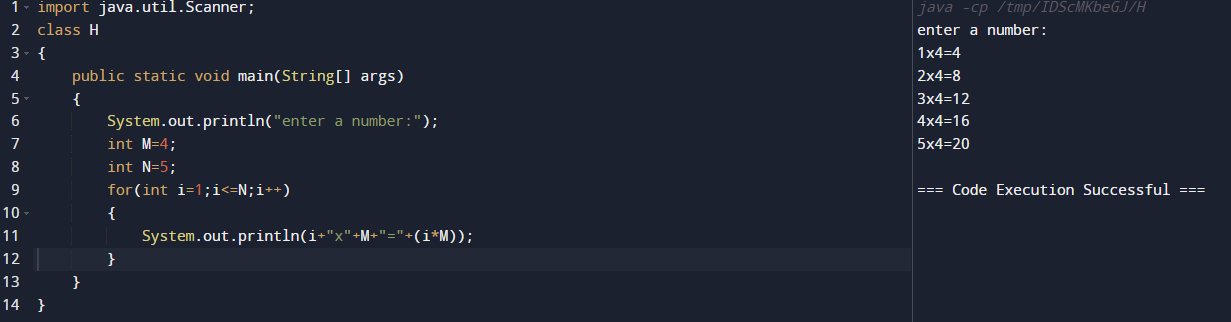 1 import java.util.Scanner;
2 class H
3 {
4 public static void main(String[] args)
5 {
6 System.out.println("enter a number:");
7 int M=4;
8 int N=5;
9 for(int i=1;i<=N;i++)
10 {
11 System.out.println(i+"x"+M+"="+(i*M));
12 }
13 }
14 }
java -cp /tmp/IDScMKbeGJ/H
enter a number:
1x4=4
2x4=8
3x4=12
4x4=16
5x4=20
=== Code Execution Successful ===